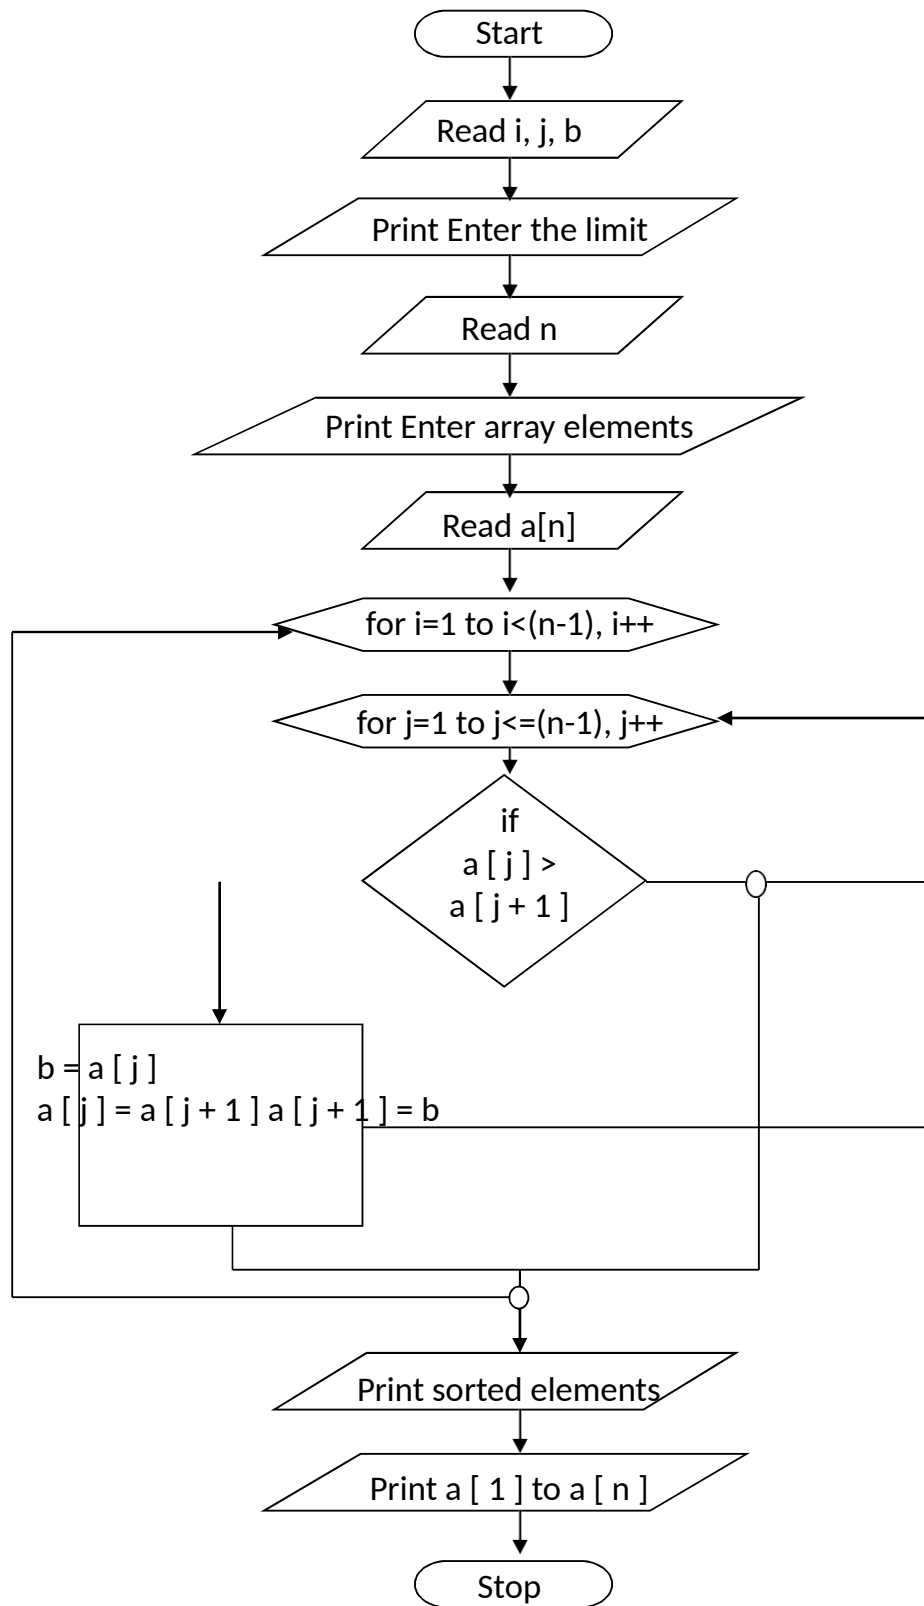 Start
Read i, j, b
Print Enter the limit
Read n
Print Enter array elements
Read a[n]
for i=1 to i<(n-1), i++
for j=1 to j<=(n-1), j++
if
a [ j ] >
a [ j + 1 ]
b = a [ j ]
a [ j ] = a [ j + 1 ] a [ j + 1 ] = b
Print sorted elements
Print a [ 1 ] to a [ n ]
Stop